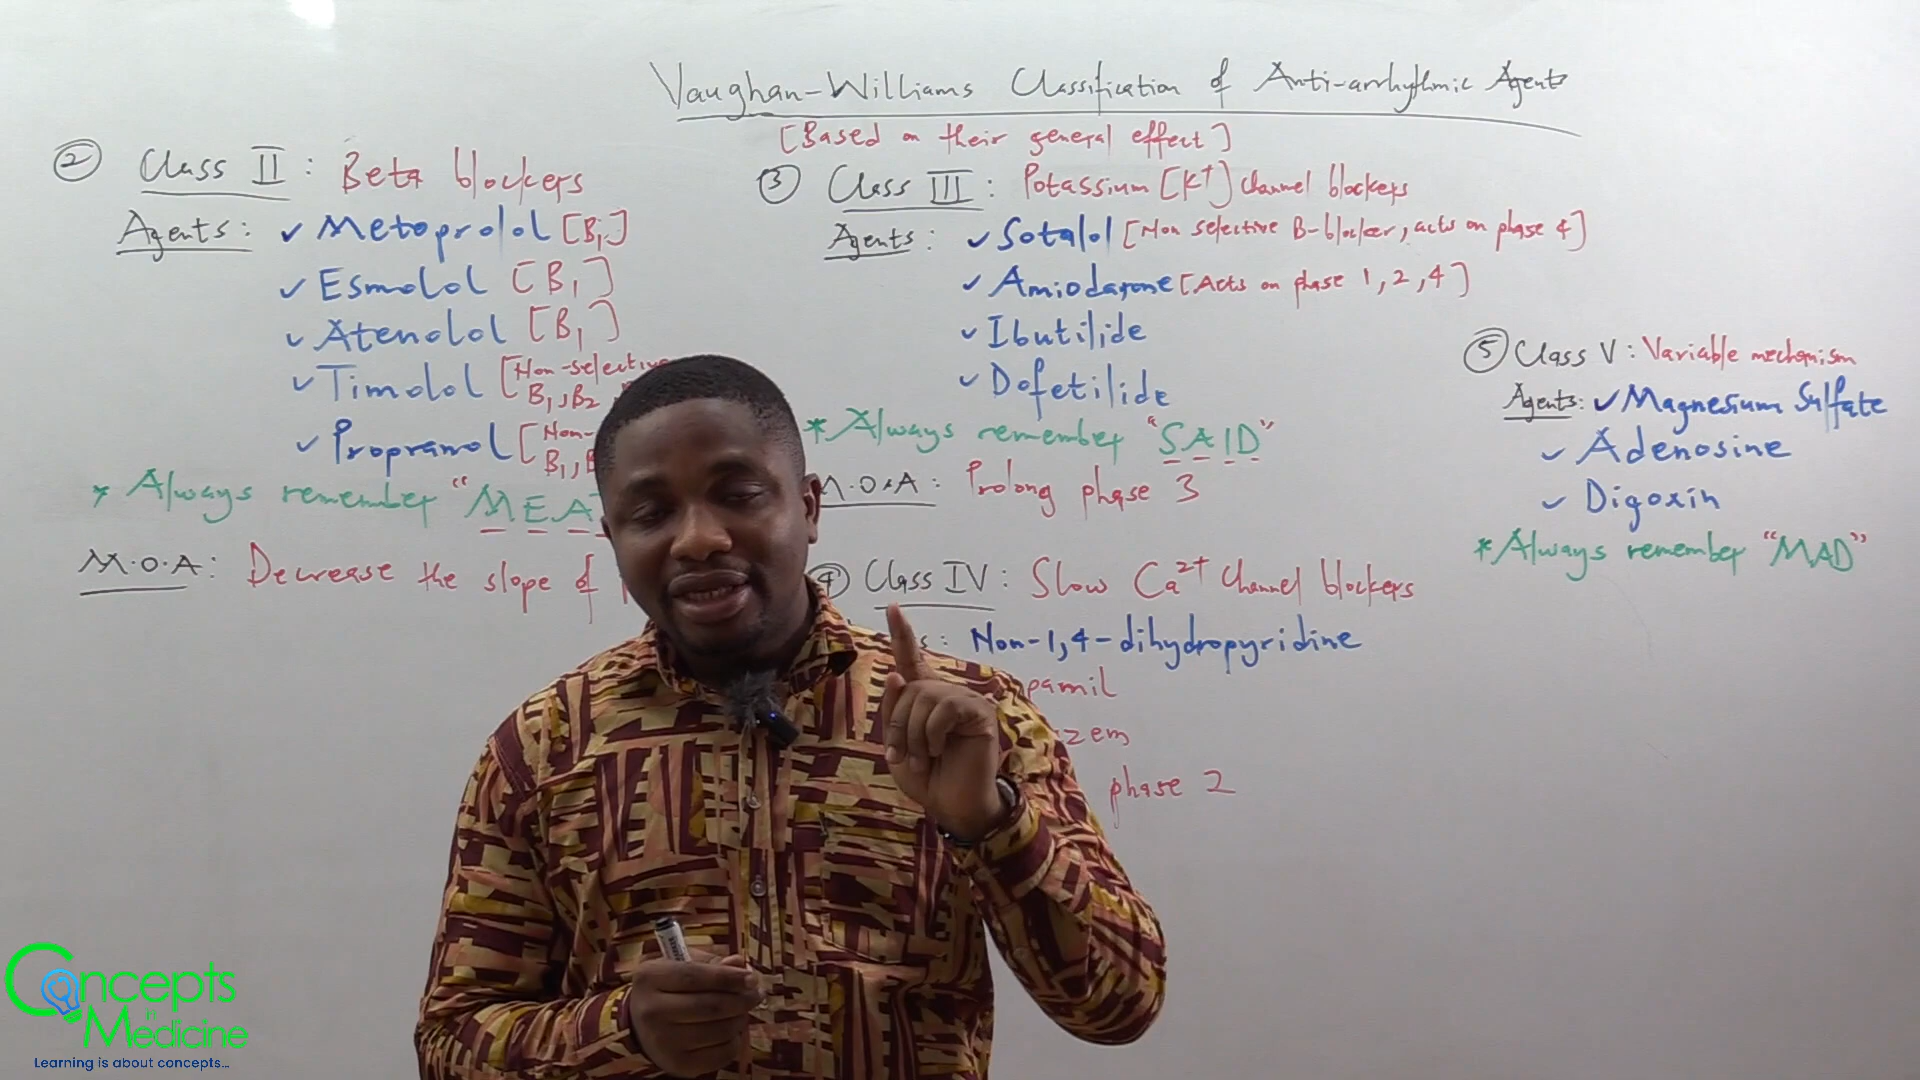 Vaughan-Williams Classification of Anti-arrhythmic Agents
[Based on their general effect]
② Class II : Beta blockers
Agents: ✓ Metoprolol [B₁]
✓ Esmolol [B₁]
✓ Atenolol [B₁]
✓ Timolol [Non-selective
B₁, B₂
✓ Propranol [Non-
B₁,
* Always remember "MEA
M.O.A: Decrease the slope of
③ Class III : Potassium [K⁺] channel blockers
Agents: ✓ Sotalol [Non selective B-blocker, acts on phase 4]
✓ Amiodarone [Acts on phase 1, 2, 4]
✓ Ibutilide
✓ Dofetilide
* Always remember "SAID"
M.O.A : Prolong phase 3
④ Class IV : Slow Ca²⁺ channel blockers
: Non-1,4-dihydropyridine
pamil
zem
phase 2
⑤ Class V : Variable mechanism
Agents: ✓ Magnesium Sulfate
✓ Adenosine
✓ Digoxin
* Always remember "MAD"
Concepts
in
Medicine
Learning is about concepts...